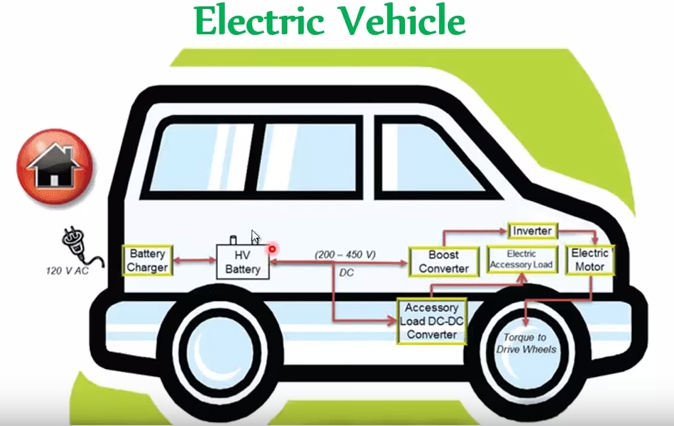 Electric Vehicle
Inverter
Battery
Charger
HV
Battery
(200 – 450 V)
DC
Boost
Converter
Electric
Accessory Load
Electric
Motor
120 V AC
Accessory
Load DC-DC
Converter
Torque to
Drive Wheels